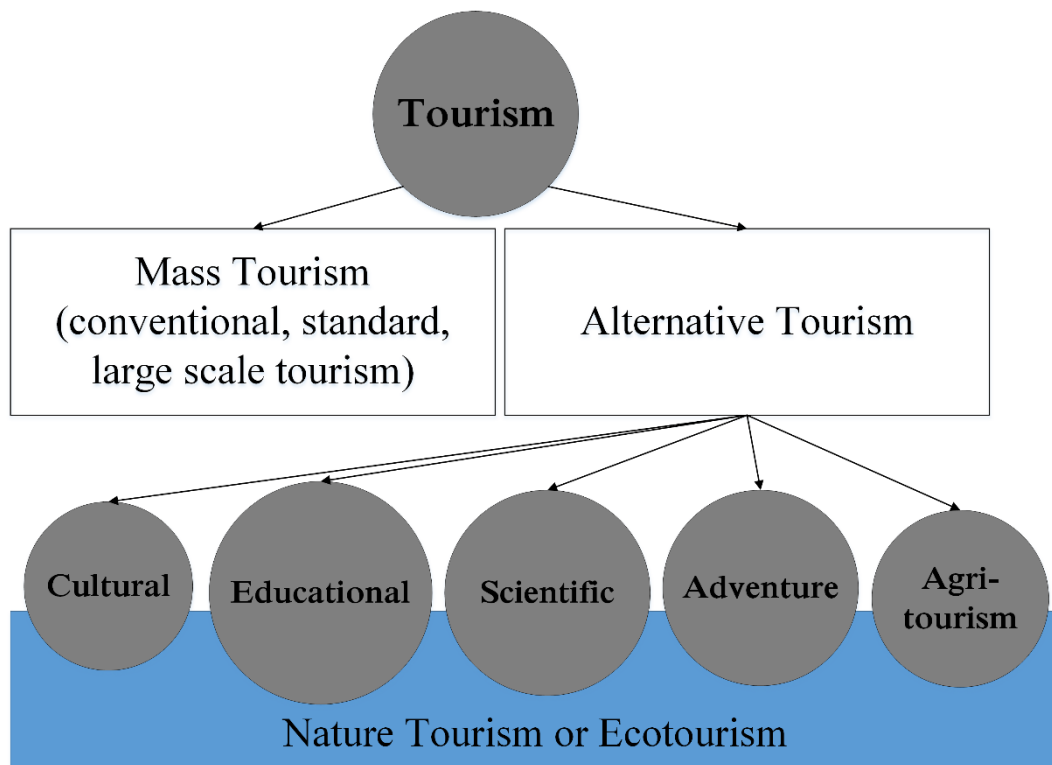 Tourism
Mass Tourism
(conventional, standard,
large scale tourism)
Alternative Tourism
Cultural
Educational
Scientific
Adventure
Agri-
tourism
Nature Tourism or Ecotourism